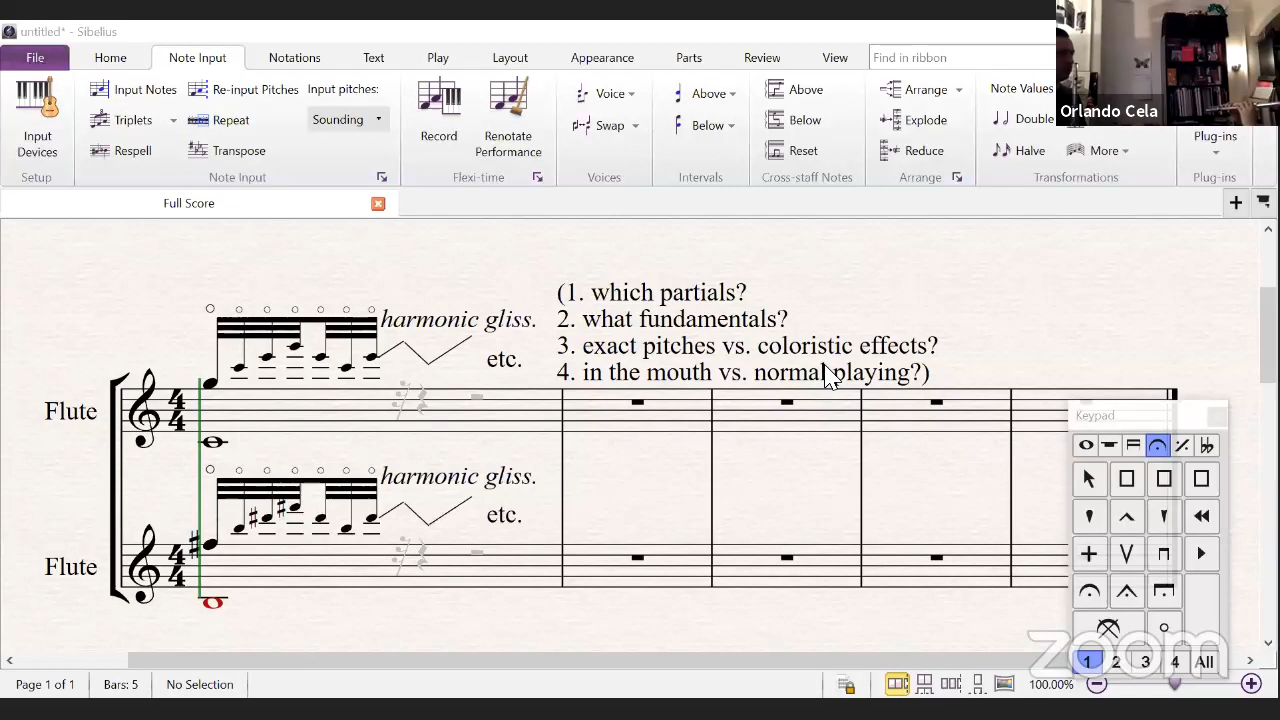 untitled* - Sibelius
File Home Note Input Notations Text Play Layout Appearance Parts Review View Find in ribbon
Orlando Cela
Input Devices
Setup
Input Notes
Triplets
Respell
Re-input Pitches
Repeat
Transpose
Input pitches:
Sounding
Note Input
Record
Renotate Performance
Flexi-time
Voice
Swap
Voices
Above
Below
Intervals
Above
Below
Reset
Cross-staff Notes
Arrange
Explode
Reduce
Arrange
Note Values
Double
Halve
More
Transformations
Plug-ins
Plug-ins
Full Score
(1. which partials?
2. what fundamentals?
3. exact pitches vs. coloristic effects?
4. in the mouth vs. normal playing?)
harmonic gliss.
etc.
Flute
4
4
harmonic gliss.
etc.
Flute
4
4
Keypad
1 2 3 4 All
zoom
Page 1 of 1 Bars: 5 No Selection 100.00%